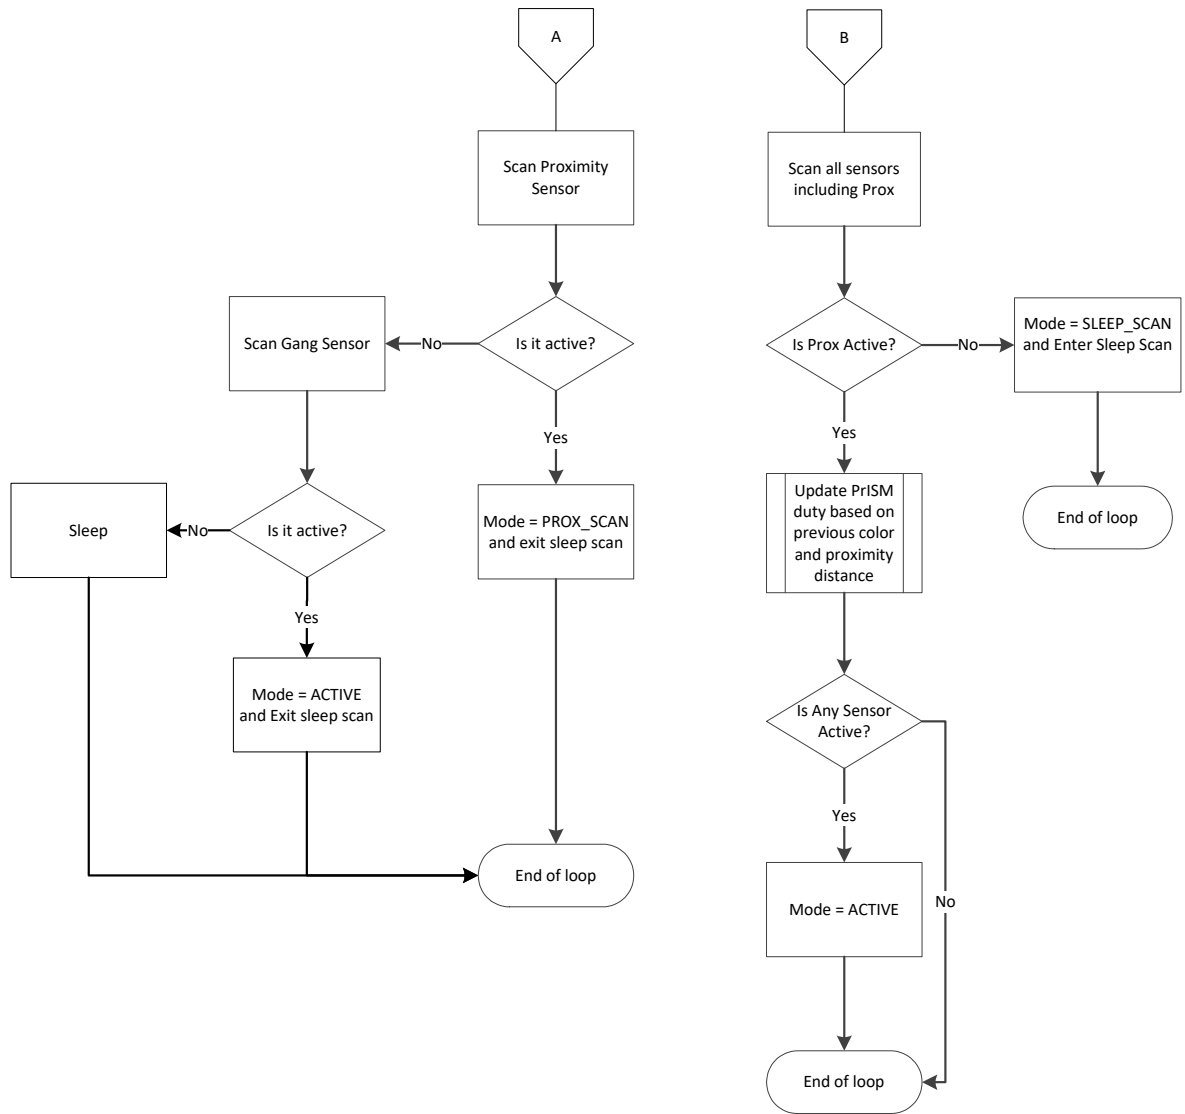 A
Scan Proximity
Sensor
Is it active?
No
Scan Gang Sensor
Yes
Mode = PROX_SCAN
and exit sleep scan
Is it active?
No
Sleep
Yes
Mode = ACTIVE
and Exit sleep scan
End of loop
B
Scan all sensors
including Prox
Is Prox Active?
No
Mode = SLEEP_SCAN
and Enter Sleep Scan
End of loop
Yes
Update PrISM
duty based on
previous color
and proximity
distance
Is Any Sensor
Active?
Yes
No
Mode = ACTIVE
End of loop